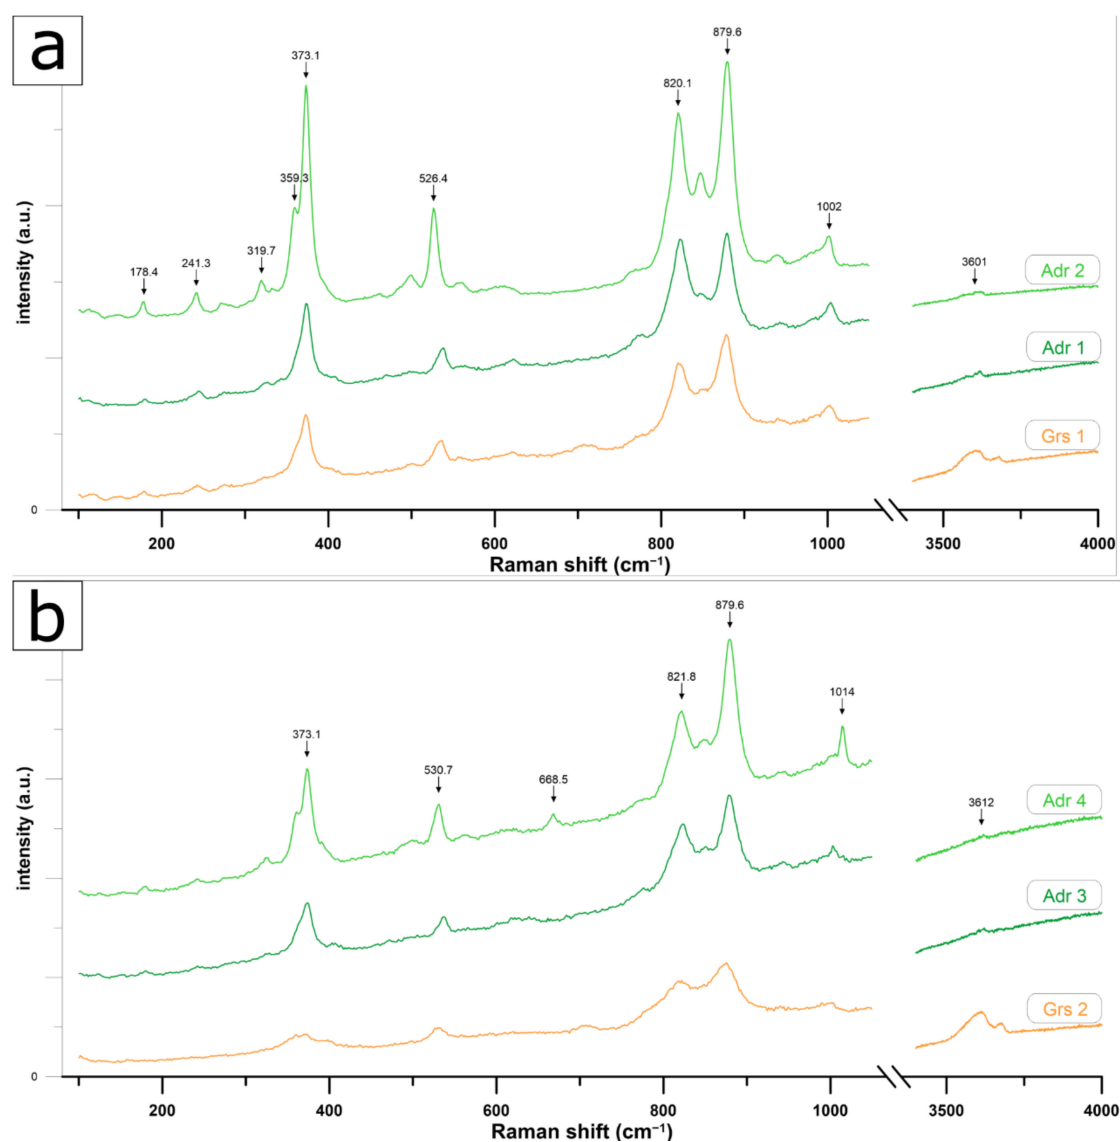 a
373.1
879.6
820.1
359.3
526.4
319.7
1002
178.4
241.3
3601
Adr 2
Adr 1
Grs 1
intensity (a.u.)
0
200 400 600 800 1000 3500 4000
Raman shift (cm⁻¹)
b
879.6
821.8
1014
373.1
530.7
668.5
3612
Adr 4
Adr 3
Grs 2
intensity (a.u.)
0
200 400 600 800 1000 3500 4000
Raman shift (cm⁻¹)